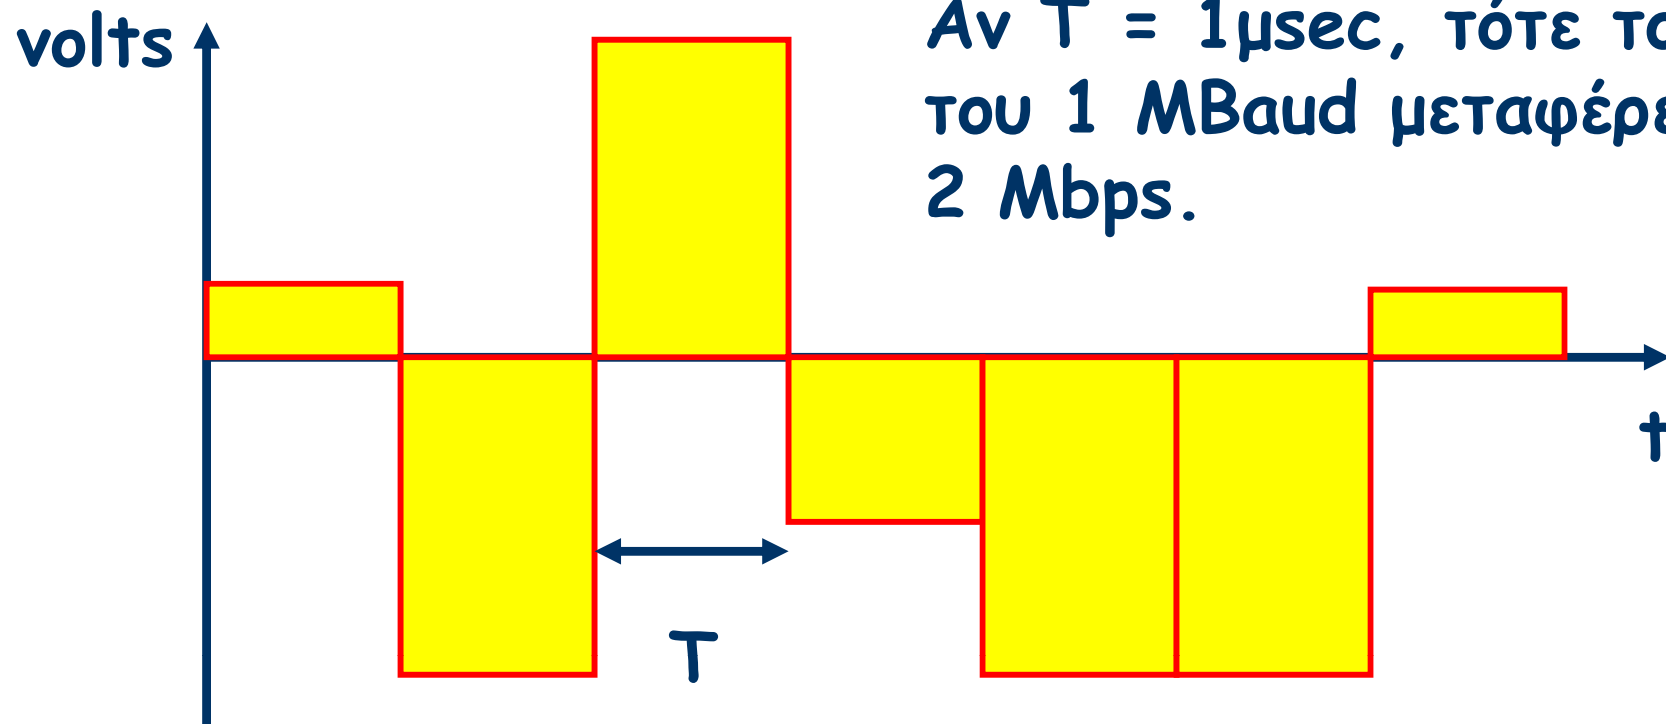 volts
Αν T = 1μsec, τότε
του 1 MBaud
2 Mbps.
t
T